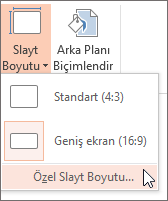 Slayt
Boyutu
Arka Planı
Biçimlendir
Standart (4:3)
Geniş ekran (16:9)
Özel Slayt Boyutu...